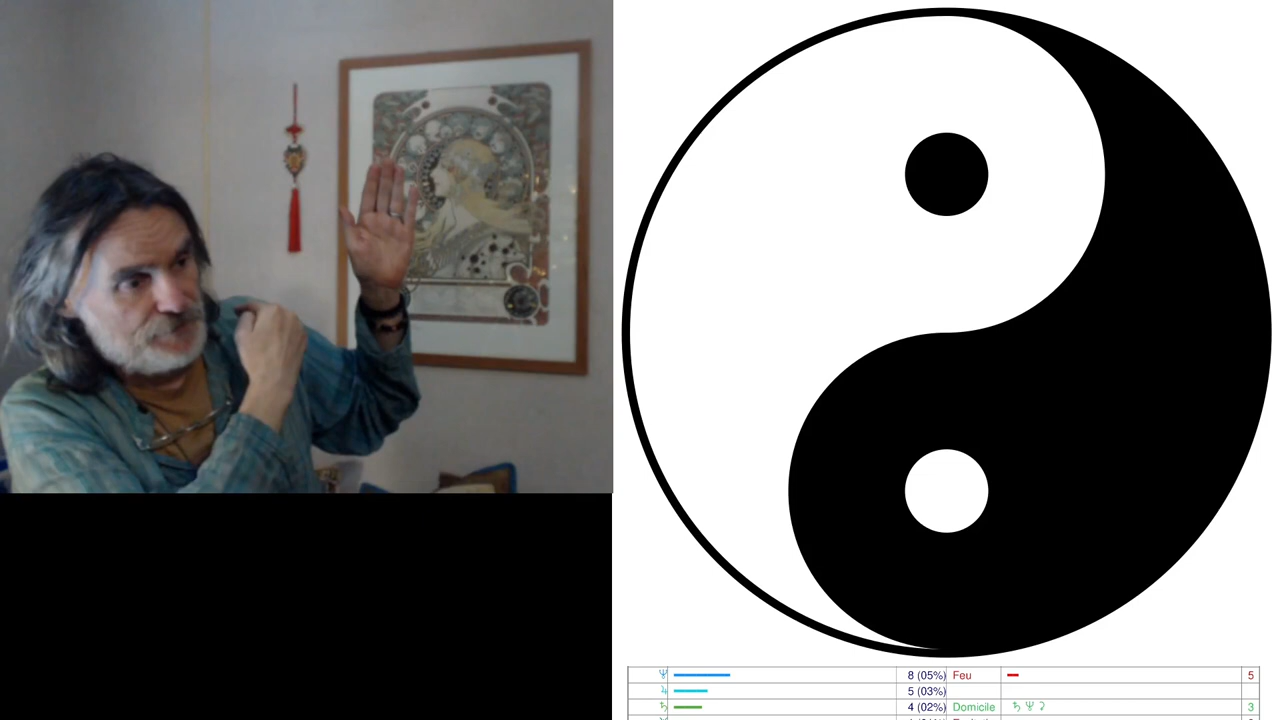 ♆ 8 (05%) Feu 5
♃ 5 (03%)
♄ 4 (02%) Domicile ♄ ♆ ⚳ 3